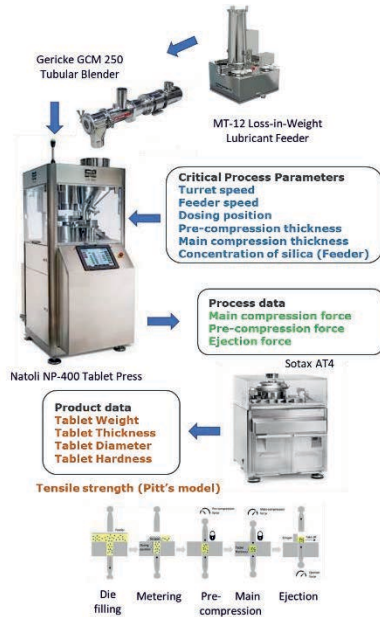 Gericke GCM 250
Tubular Blender
MT-12 Loss-in-Weight
Lubricant Feeder
Critical Process Parameters
Turret speed
Feeder speed
Dosing position
Pre-compression thickness
Main compression thickness
Concentration of silica (Feeder)
Process data
Main compression force
Pre-compression force
Ejection force
Natoli NP-400 Tablet Press
Sotax AT4
Product data
Tablet Weight
Tablet Thickness
Tablet Diameter
Tablet Hardness
Tensile strength (Pitt's model)
Die
filling
Metering
Pre-
compression
Main
Ejection